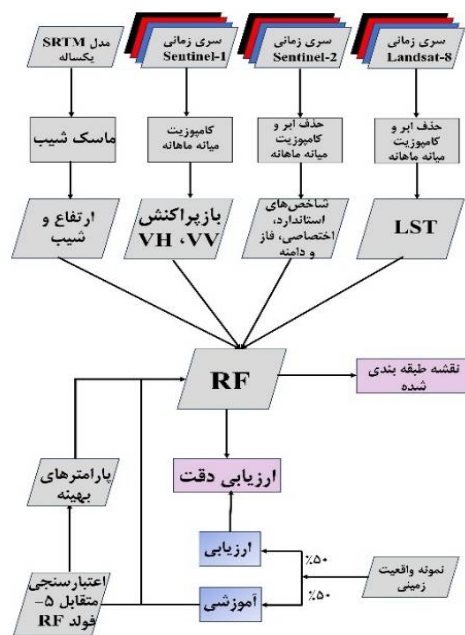 مدل SRTM
یکساله
سری زمانی
Sentinel-1
سری زمانی
Sentinel-2
سری زمانی
Landsat-8
ماسک شیب
کامپوزیت
میانه ماهانه
حذف ابر و
کامپوزیت
میانه ماهانه
حذف ابر و
کامپوزیت
میانه ماهانه
ارتفاع و
شیب
بازپراکنش
VH ،VV
شاخص‌های
استاندارد،
اختصاصی، فاز
و دامنه
LST
RF
نقشه طبقه بندی
شده
پارامترهای
بهینه
ارزیابی دقت
ارزیابی
%۵۰
نمونه واقعیت
زمینی
%۵۰
آموزشی
اعتبارسنجی
متقابل ۵-
فولد RF